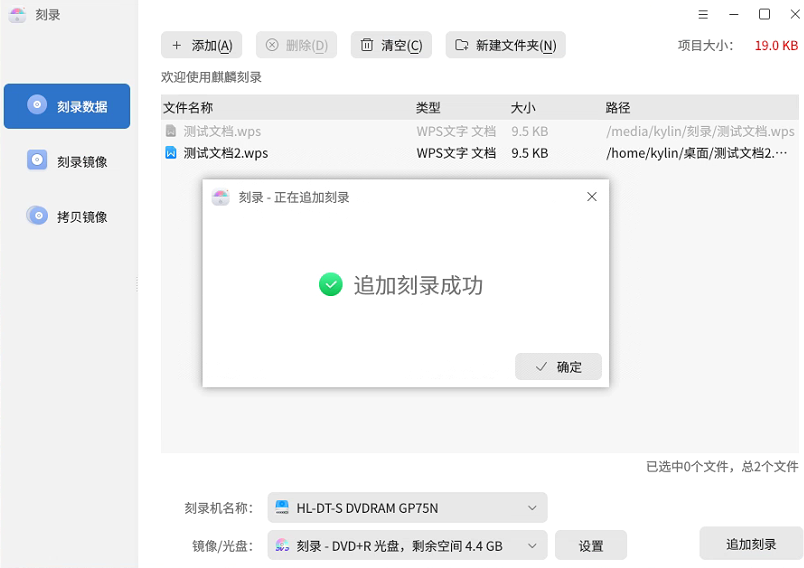 刻录
添加(A) 删除(D) 清空(C) 新建文件夹(N) 项目大小： 19.0 KB
欢迎使用麒麟刻录
文件名称 类型 大小 路径
测试文档.wps WPS文字 文档 9.5 KB /media/kylin/刻录/测试文档.wps
测试文档2.wps WPS文字 文档 9.5 KB /home/kylin/桌面/测试文档2.…
刻录数据
刻录镜像
拷贝镜像
刻录 - 正在追加刻录
追加刻录成功
确定
已选中0个文件，总2个文件
刻录机名称： HL-DT-S DVDRAM GP75N
镜像/光盘： 刻录 - DVD+R 光盘，剩余空间 4.4 GB 设置 追加刻录